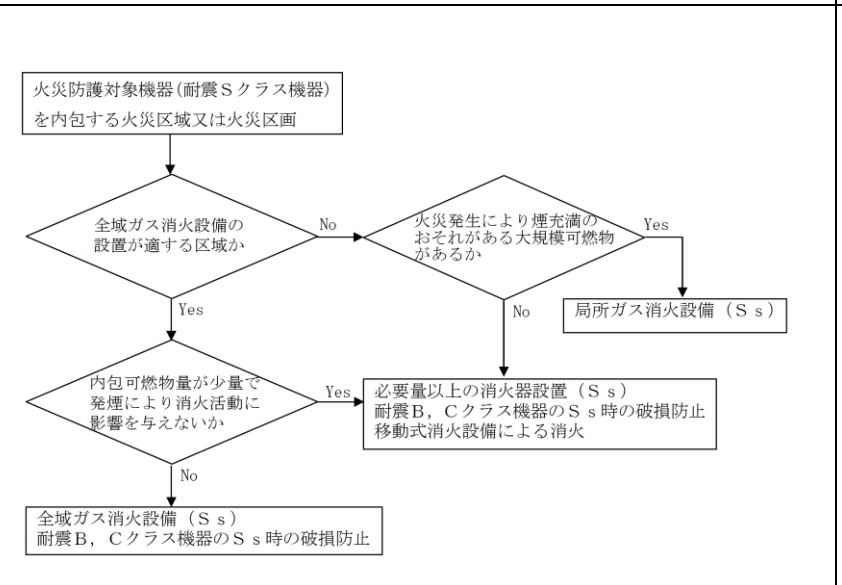 火災防護対象機器(耐震Sクラス機器)
を内包する火災区域又は火災区画
全域ガス消火設備の
設置が適する区域か
No
火災発生により煙充満の
おそれがある大規模可燃物
があるか
Yes
局所ガス消火設備（Ｓｓ）
Yes
No
内包可燃物量が少量で
発煙により消火活動に
影響を与えないか
Yes
必要量以上の消火器設置（Ｓｓ）
耐震Ｂ，Ｃクラス機器のＳｓ時の破損防止
移動式消火設備による消火
No
全域ガス消火設備（Ｓｓ）
耐震Ｂ，Ｃクラス機器のＳｓ時の破損防止